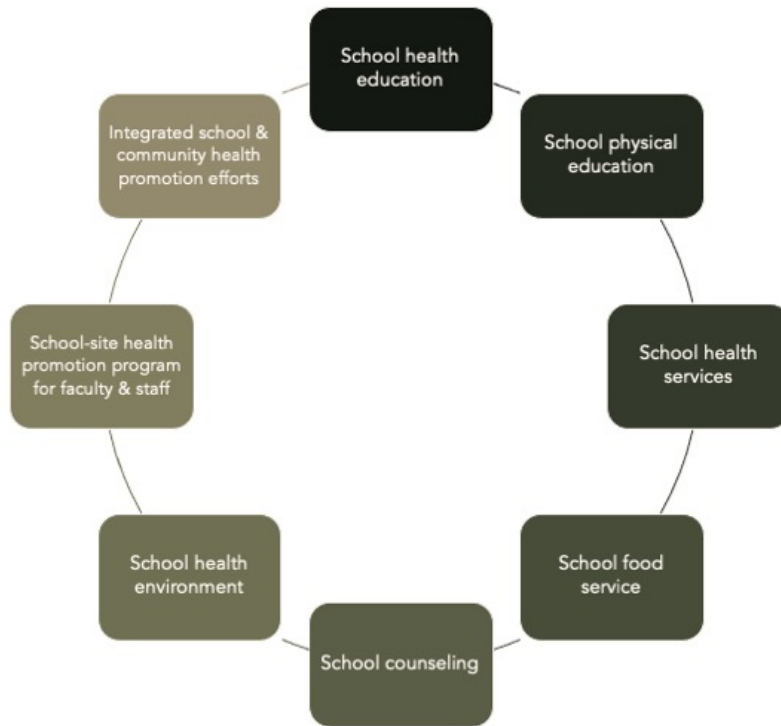 School health
education
School physical
education
School health
services
School food
service
School counseling
School health
environment
School-site health
promotion program
for faculty & staff
Integrated school &
community health
promotion efforts